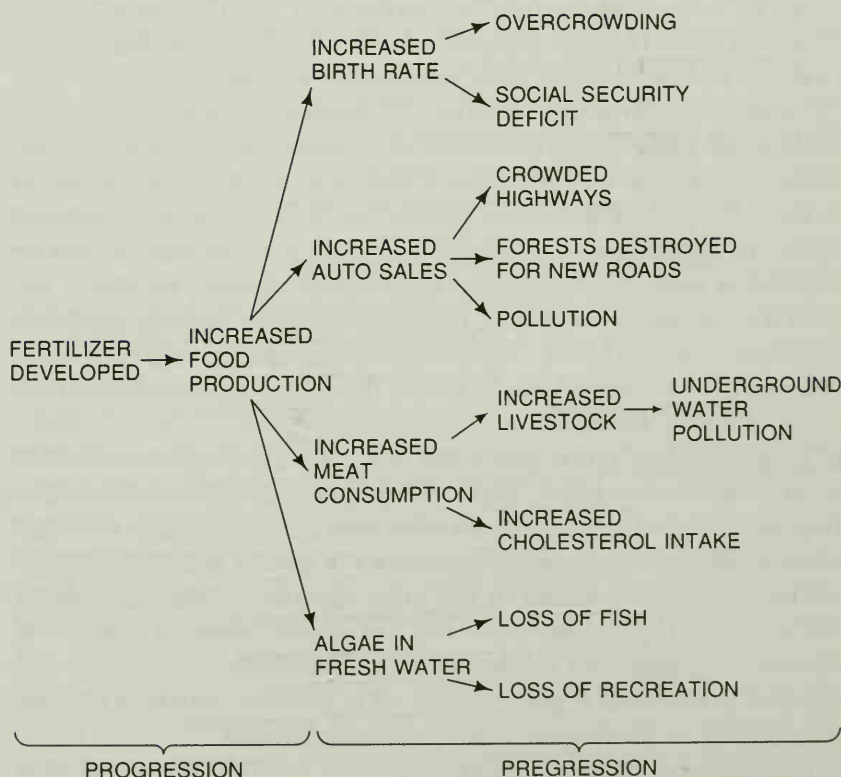 INCREASED
BIRTH RATE
OVERCROWDING
SOCIAL SECURITY
DEFICIT
INCREASED
AUTO SALES
CROWDED
HIGHWAYS
FORESTS DESTROYED
FOR NEW ROADS
POLLUTION
FERTILIZER
DEVELOPED
INCREASED
FOOD
PRODUCTION
INCREASED
MEAT
CONSUMPTION
INCREASED
LIVESTOCK
UNDERGROUND
WATER
POLLUTION
INCREASED
CHOLESTEROL INTAKE
ALGAE IN
FRESH WATER
LOSS OF FISH
LOSS OF RECREATION
PROGRESSION
PREGRESSION